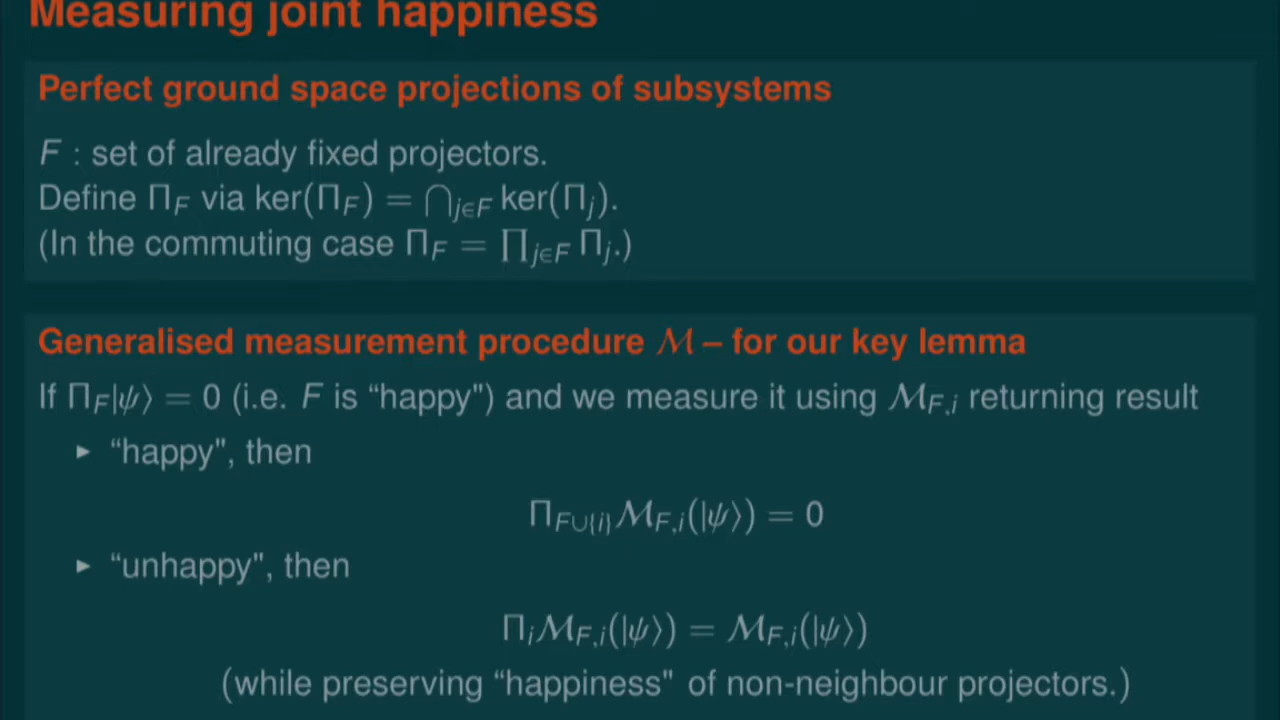 Measuring joint happiness
Perfect ground space projections of subsystems
F : set of already fixed projectors.
Define Π_F via ker(Π_F) = ⋂_{j∈F} ker(Π_j).
(In the commuting case Π_F = ∏_{j∈F} Π_j.)
Generalised measurement procedure ℳ – for our key lemma
If Π_F|ψ⟩ = 0 (i.e. F is “happy") and we measure it using ℳ_{F,i} returning result
▸ “happy", then
Π_{F∪{i}}ℳ_{F,i}(|ψ⟩) = 0
▸ “unhappy", then
Π_iℳ_{F,i}(|ψ⟩) = ℳ_{F,i}(|ψ⟩)
(while preserving “happiness" of non-neighbour projectors.)